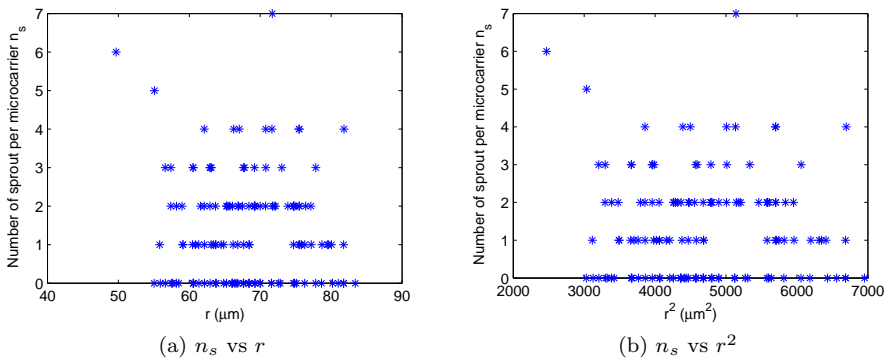 7
6
5
4
3
2
1
0
40 50 60 70 80 90
Number of sprout per microcarrier n_s
r (μm)
(a) n_s vs r
7
6
5
4
3
2
1
0
2000 3000 4000 5000 6000 7000
Number of sprout per microcarrier n_s
r² (μm²)
(b) n_s vs r²